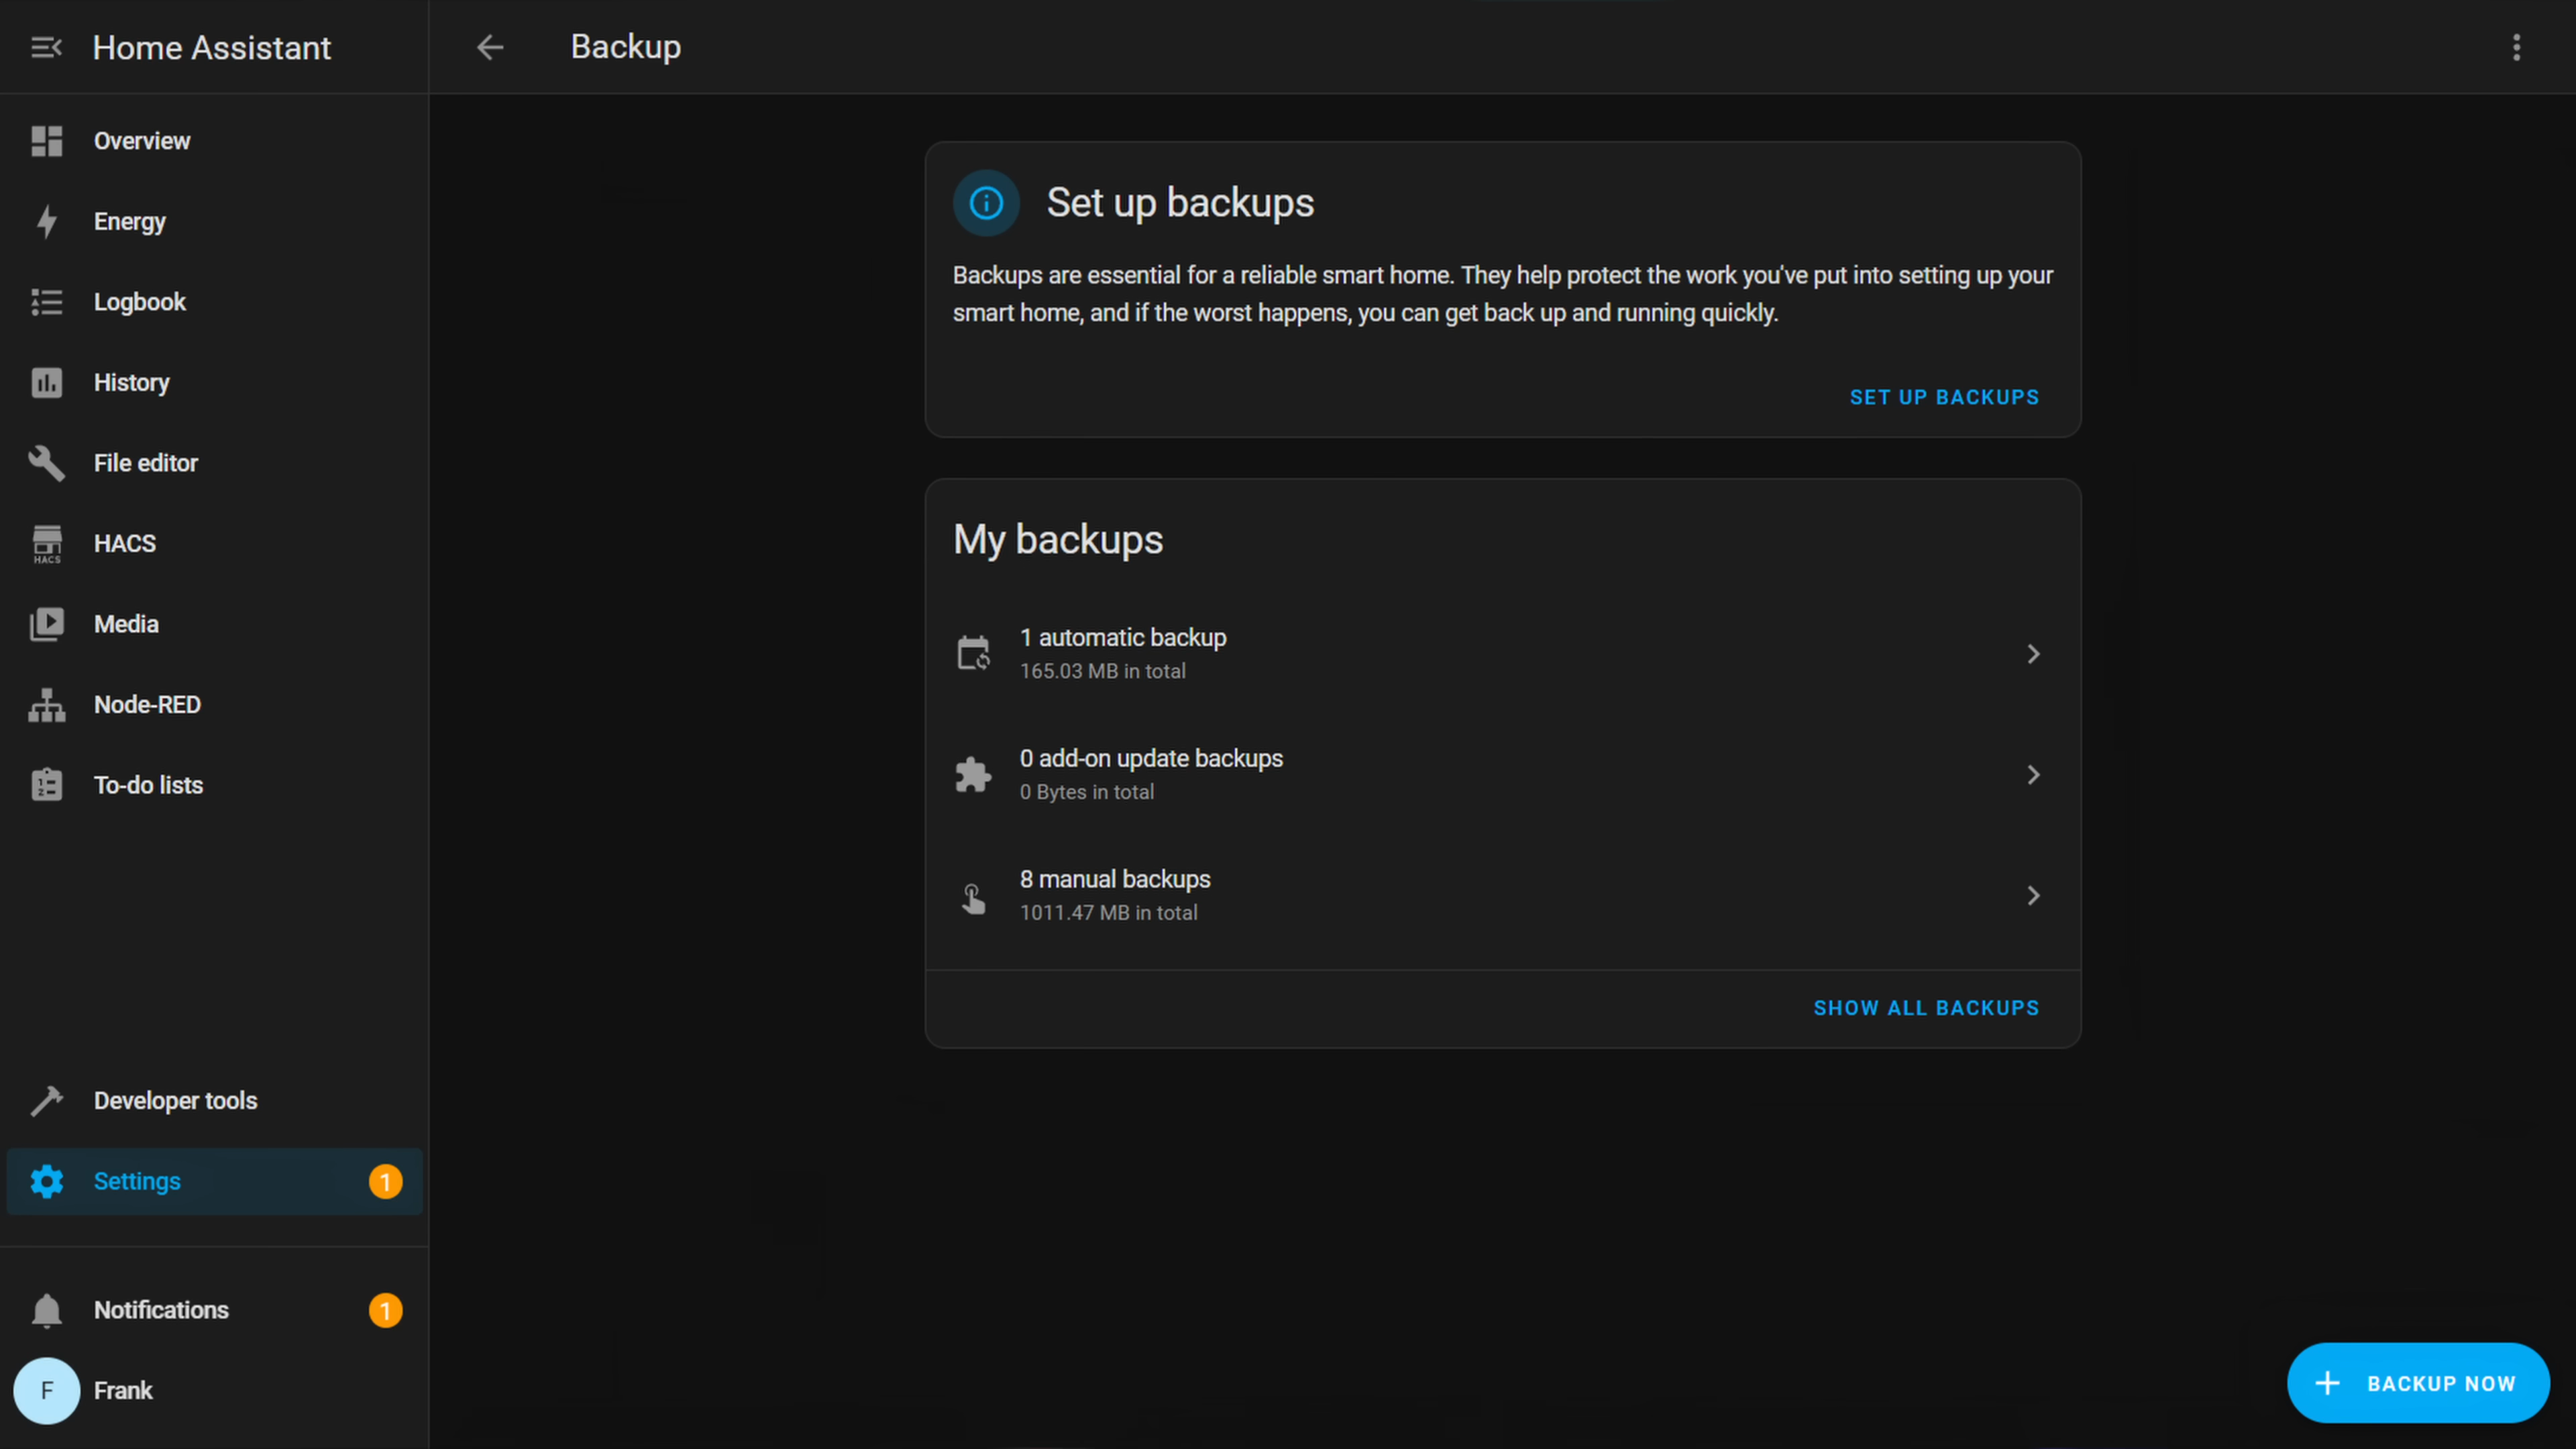 Home Assistant
Backup
Overview
Energy
Logbook
History
File editor
HACS
HACS
Media
Node-RED
To-do lists
Developer tools
Settings
1
Notifications
1
F
Frank
Set up backups
Backups are essential for a reliable smart home. They help protect the work you've put into setting up your
smart home, and if the worst happens, you can get back up and running quickly.
SET UP BACKUPS
My backups
1 automatic backup
165.03 MB in total
0 add-on update backups
0 Bytes in total
8 manual backups
1011.47 MB in total
SHOW ALL BACKUPS
BACKUP NOW